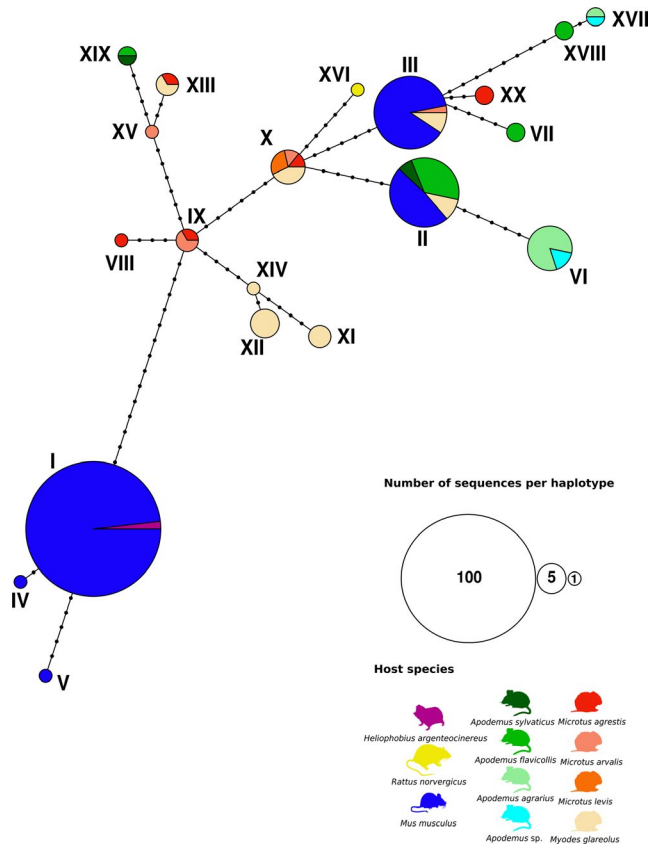 XVII
XIX
III
XVIII
XVI
XIII
XX
XV
X
VII
IX
II
VIII
XIV
VI
XII
XI
I
Number of sequences per haplotype
100
5
1
IV
V
Host species
Apodemus sylvaticus
Microtus agrestis
Heliophobius argenteocinereus
Apodemus flavicollis
Microtus arvalis
Rattus norvergicus
Apodemus agrarius
Microtus levis
Mus musculus
Apodemus sp.
Myodes glareolus